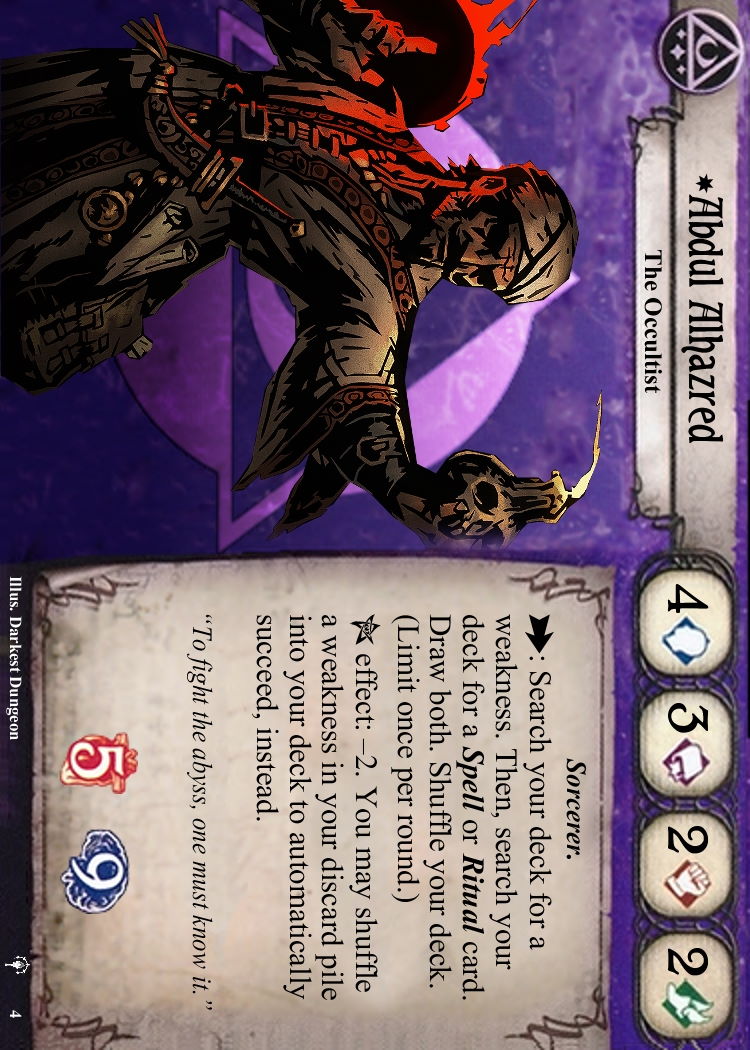 Abdul Alhazred
The Occultist
4 3 2 2
Sorcerer.
: Search your deck for a
weakness. Then, search your
deck for a Spell or Ritual card.
Draw both. Shuffle your deck.
(Limit once per round.)
effect: –2. You may shuffle
a weakness in your discard pile
into your deck to automatically
succeed, instead.
“To fight the abyss, one must know it.”
5 9
Illus. Darkest Dungeon
4